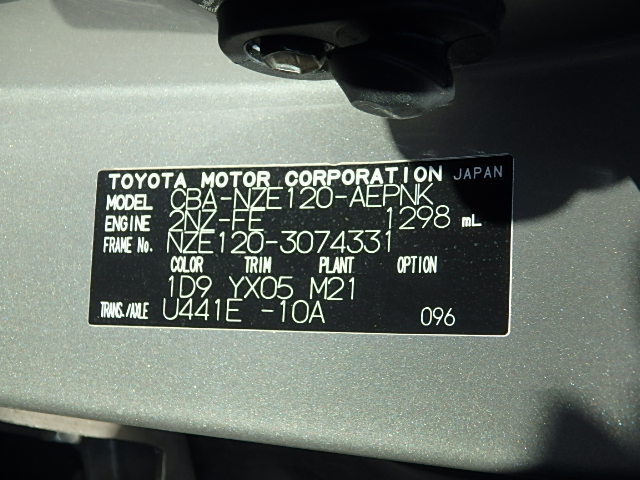 TOYOTA MOTOR CORPORATION JAPAN
MODEL CBA-NZE120-AEPNK
ENGINE 2NZ-FE 1298 mL
FRAME No. NZE120-3074331
COLOR TRIM PLANT OPTION
1D9 YX05 M21
TRANS./AXLE U441E -10A 096